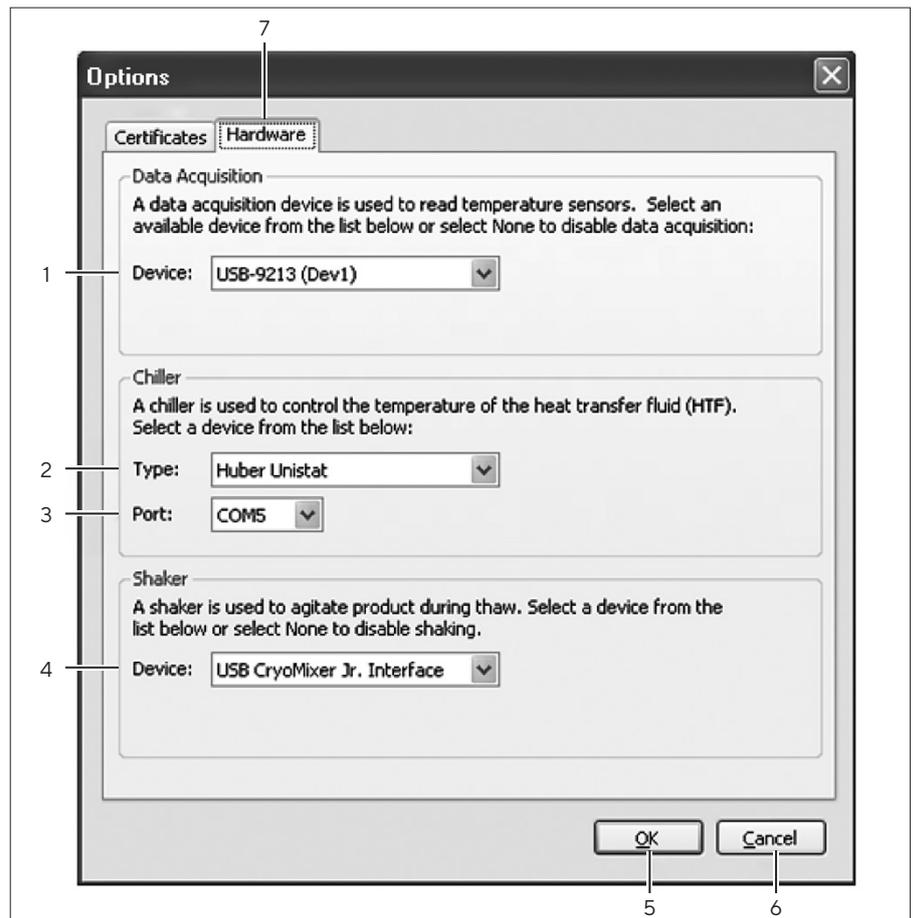 7
Options
Certificates Hardware
Data Acquisition
A data acquisition device is used to read temperature sensors. Select an
available device from the list below or select None to disable data acquisition:
1 Device: USB-9213 (Dev1)
Chiller
A chiller is used to control the temperature of the heat transfer fluid (HTF).
Select a device from the list below:
2 Type: Huber Unistat
3 Port: COM5
Shaker
A shaker is used to agitate product during thaw. Select a device from the
list below or select None to disable shaking.
4 Device: USB CryoMixer Jr. Interface
OK Cancel
5 6